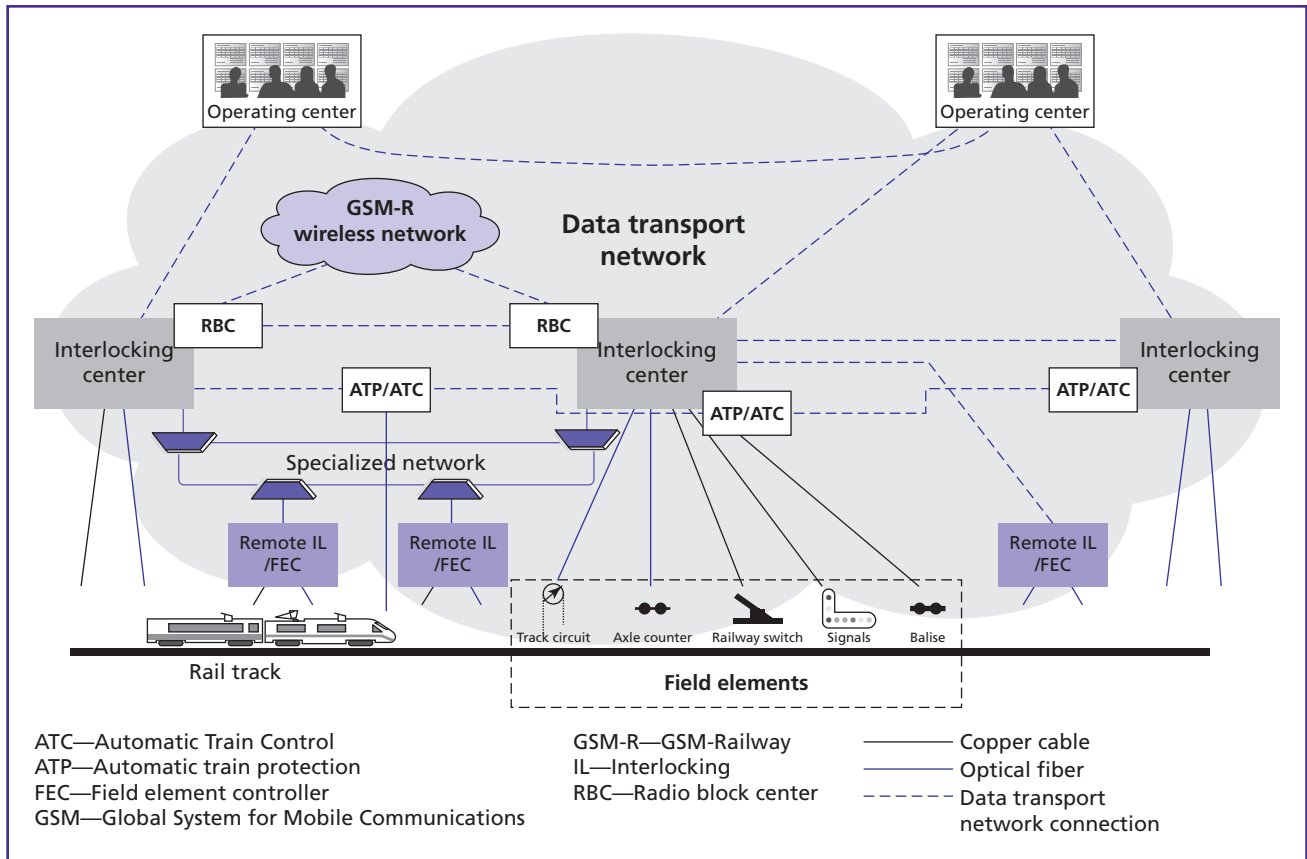 Operating center
Operating center
GSM-R
wireless network
Data transport
network
RBC
RBC
Interlocking
center
Interlocking
center
Interlocking
center
ATP/ATC
ATP/ATC
ATP/ATC
Specialized network
Remote IL
/FEC
Remote IL
/FEC
Remote IL
/FEC
Track circuit
Axle counter
Railway switch
Signals
Balise
Rail track
Field elements
ATC—Automatic Train Control
ATP—Automatic train protection
FEC—Field element controller
GSM—Global System for Mobile Communications
GSM-R—GSM-Railway
IL—Interlocking
RBC—Radio block center
Copper cable
Optical fiber
Data transport
network connection